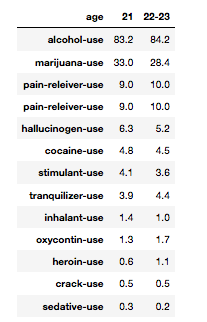 age 21 22-23
alcohol-use 83.2 84.2
marijuana-use 33.0 28.4
pain-releiver-use 9.0 10.0
pain-releiver-use 9.0 10.0
hallucinogen-use 6.3 5.2
cocaine-use 4.8 4.5
stimulant-use 4.1 3.6
tranquilizer-use 3.9 4.4
inhalant-use 1.4 1.0
oxycontin-use 1.3 1.7
heroin-use 0.6 1.1
crack-use 0.5 0.5
sedative-use 0.3 0.2